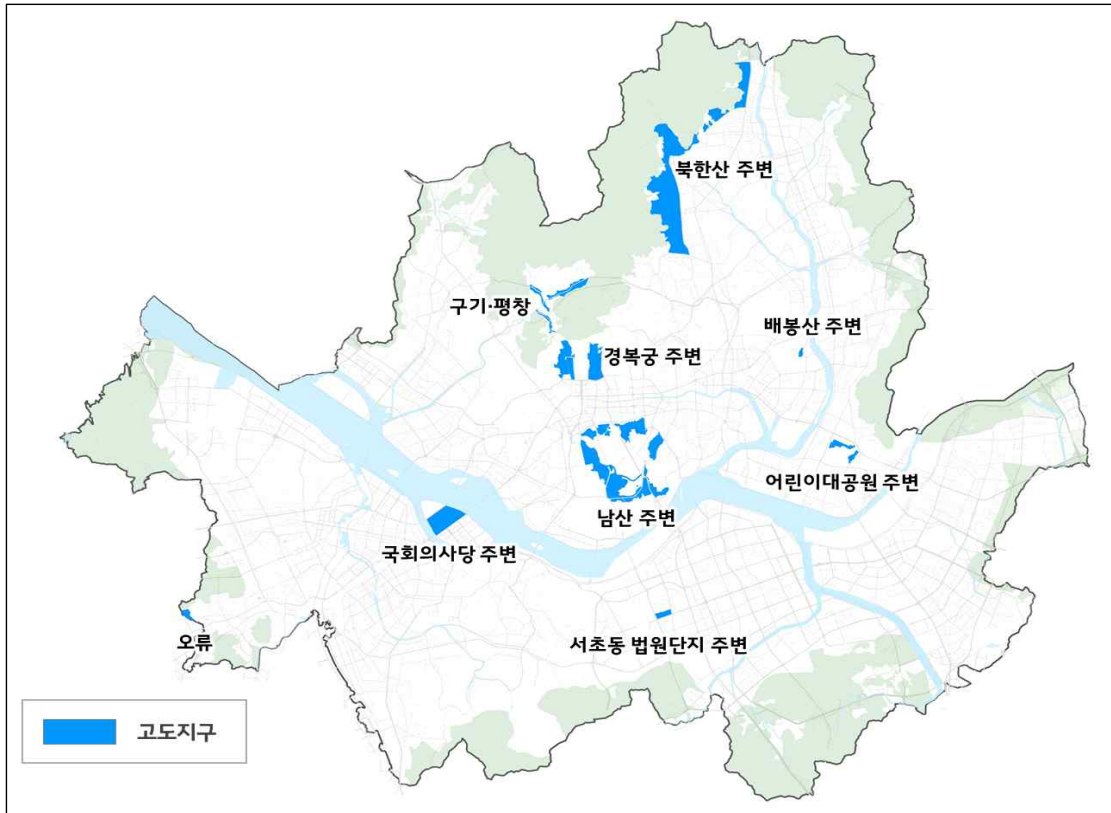 북한산 주변
구기·평창
배봉산 주변
경복궁 주변
어린이대공원 주변
남산 주변
국회의사당 주변
오류
서초동 법원단지 주변
고도지구